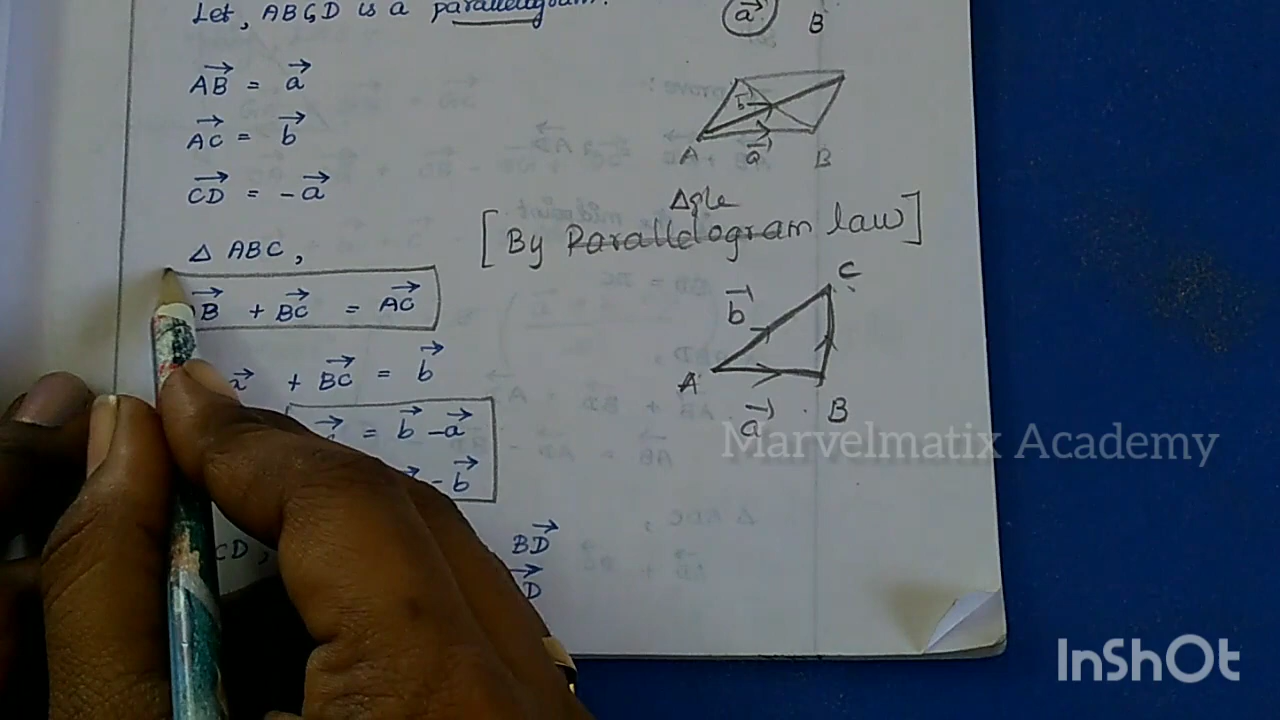 Let, ABCD is a parallelogram.
AB = a
AC = b
CD = -a
Δ ABC,
B + BC = AC
a + BC = b
= b - a
- b
CD,
BD
D
a B
b
A a B
Δgle
[By Parallelogram law]
C
b
A
a B
Marvelmatix Academy
InShOt